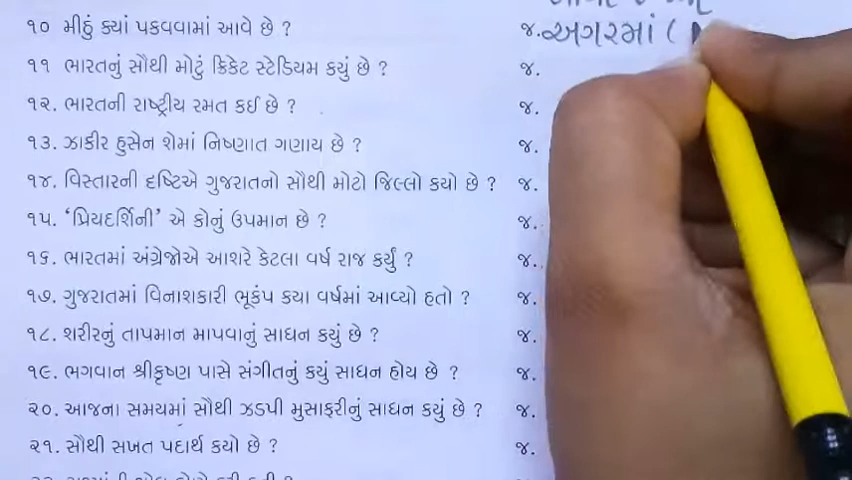 ૧૦ મીઠું ક્યાં પકવવામાં આવે છે ?
જ. અગરમાં (
૧૧ ભારતનું સૌથી મોટું ક્રિકેટ સ્ટેડિયમ કયું છે ?
જ.
૧૨. ભારતની રાષ્ટ્રીય રમત કઈ છે ?
જ.
૧૩. ઝાકીર હુસેન શેમાં નિષ્ણાત ગણાય છે ?
જ.
૧૪. વિસ્તારની દૃષ્ટિએ ગુજરાતનો સૌથી મોટો જિલ્લો કયો છે ?
જ.
૧૫. ‘પ્રિયદર્શિની’ એ કોનું ઉપમાન છે ?
જ.
૧૬. ભારતમાં અંગ્રેજોએ આશરે કેટલા વર્ષ રાજ કર્યું ?
જ.
૧૭. ગુજરાતમાં વિનાશકારી ભૂકંપ કયા વર્ષમાં આવ્યો હતો ?
જ.
૧૮. શરીરનું તાપમાન માપવાનું સાધન કયું છે ?
જ.
૧૯. ભગવાન શ્રીકૃષ્ણ પાસે સંગીતનું કયું સાધન હોય છે ?
જ.
૨૦. આજના સમયમાં સૌથી ઝડપી મુસાફરીનું સાધન કયું છે ?
જ.
૨૧. સૌથી સખત પદાર્થ કયો છે ?
જ.